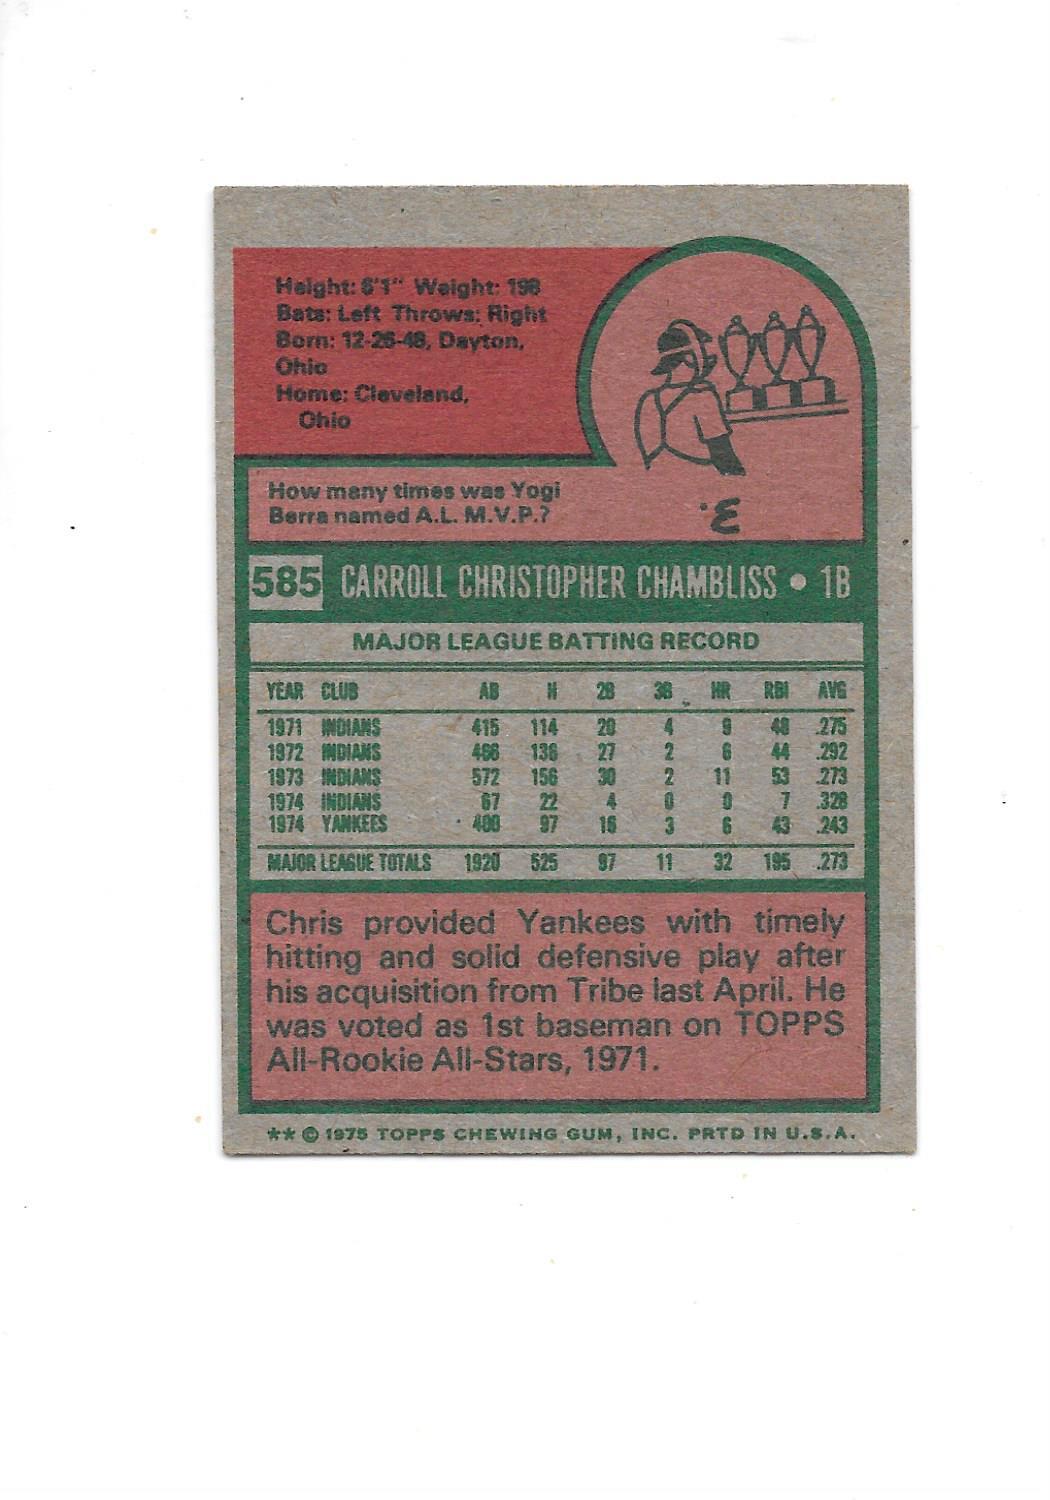 Height: 6'1" Weight: 198
Bats: Left Throws: Right
Born: 12-26-48, Dayton,
Ohio
Home: Cleveland,
Ohio
How many times was Yogi
Berra named A.L. M.V.P.?
3.
585 CARROLL CHRISTOPHER CHAMBLISS • 1B
MAJOR LEAGUE BATTING RECORD
YEAR CLUB AB H 2B 3B HR RBI AVG
1971 INDIANS 415 114 20 4 9 48 .275
1972 INDIANS 466 136 27 2 6 44 .292
1973 INDIANS 572 156 30 2 11 53 .273
1974 INDIANS 67 22 4 0 0 7 .328
1974 YANKEES 400 97 16 3 6 43 .243
MAJOR LEAGUE TOTALS 1920 525 97 11 32 195 .273
Chris provided Yankees with timely
hitting and solid defensive play after
his acquisition from Tribe last April. He
was voted as 1st baseman on TOPPS
All-Rookie All-Stars, 1971.
** © 1975 TOPPS CHEWING GUM, INC. PRTD IN U.S.A.